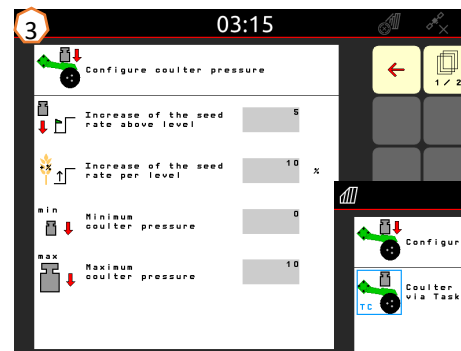 3
03:15
Configure coulter pressure
1/2
Increase of the seed
rate above level
5
+%
Increase of the seed
rate per level
10
%
min
Minimum
coulter pressure
0
max
Maximum
coulter pressure
10
Configur
TC
Coulter
via Task